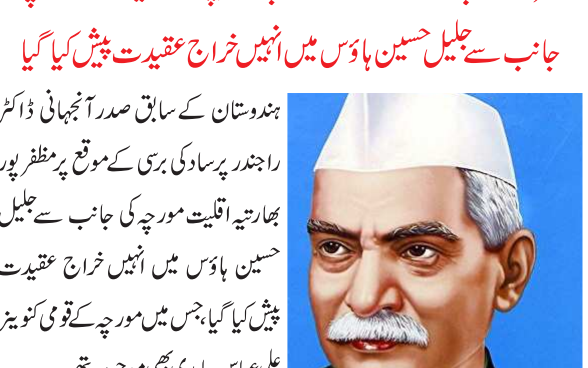 جانب سے جلیل حسین ہاؤس میں انہیں خراج عقیدت پیش کیا گیا
ہندوستان کے سابق صدر آنجہانی ڈاکٹر
راجندر پرساد کی برسی کے موقع پر مظفر پور
بھارتیہ اقلیت مورچہ کی جانب سے جلیل
حسین ہاؤس میں انہیں خراج عقیدت
پیش کیا گیا، جس میں مورچہ کے قومی کنوینر